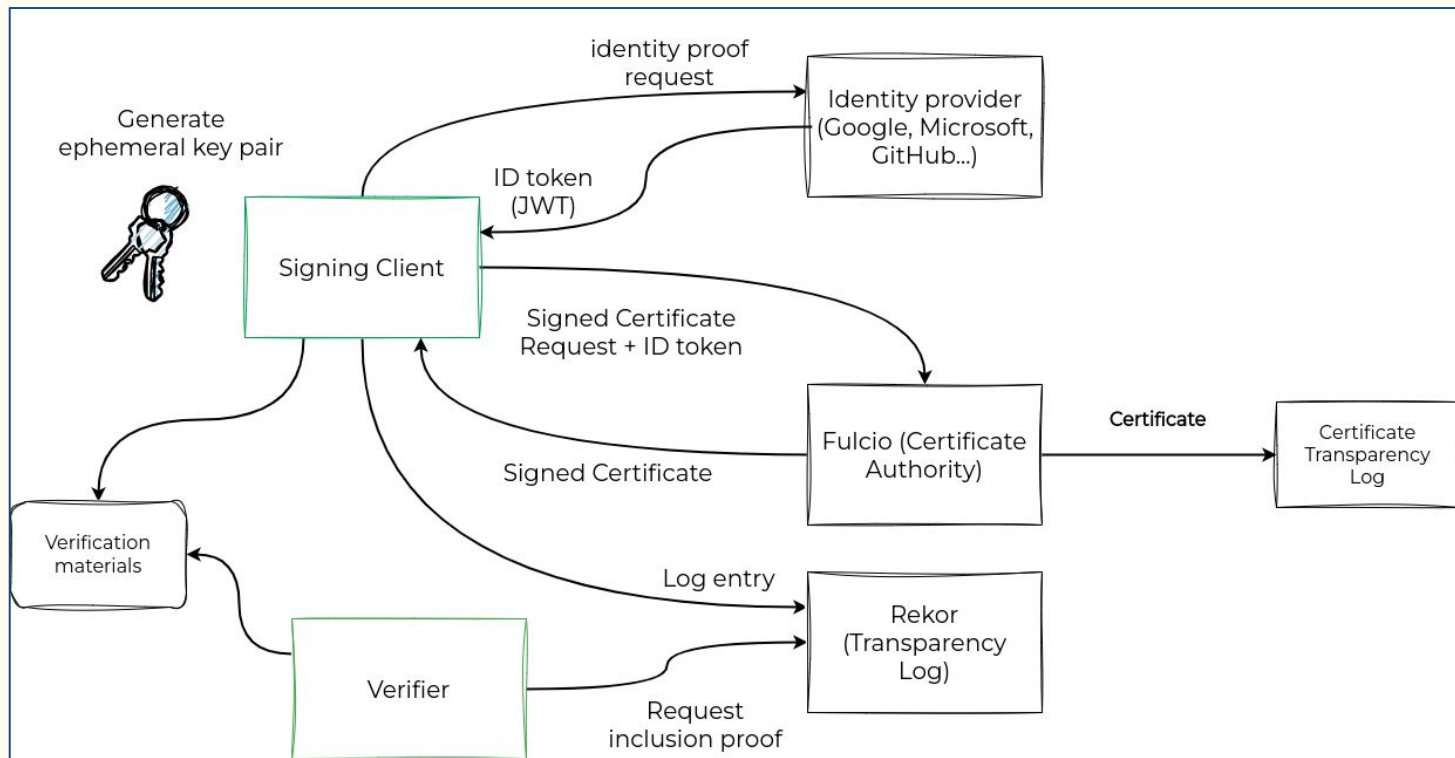 identity proof
request
Identity provider
(Google, Microsoft,
GitHub...)
Generate
ephemeral key pair
ID token
(JWT)
Signing Client
Signed Certificate
Request + ID token
Fulcio (Certificate
Authority)
Certificate
Certificate
Transparency
Log
Signed Certificate
Verification
materials
Log entry
Rekor
(Transparency
Log)
Verifier
Request
inclusion proof